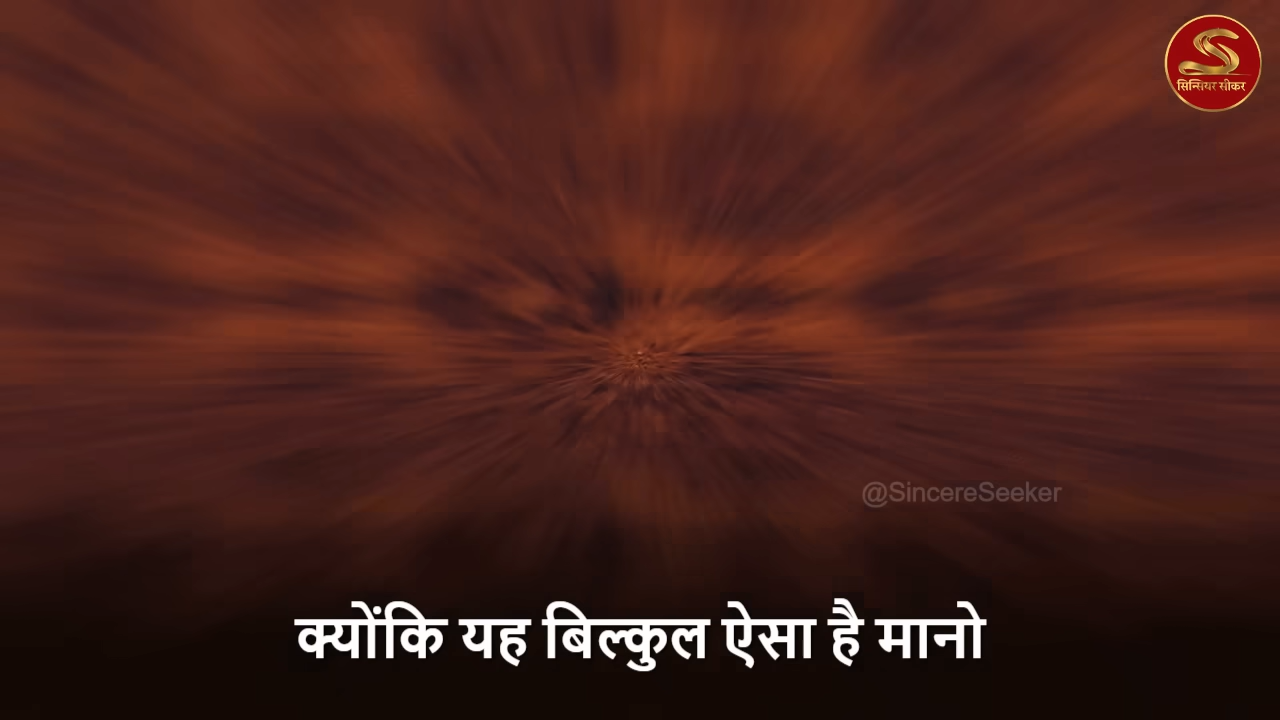 सिन्सियर सीकर
@SincereSeeker
क्योंकि यह बिल्कुल ऐसा है मानो